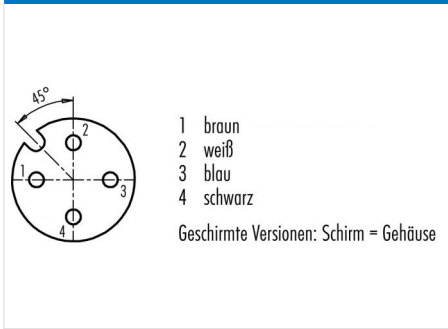 45°
2
1
3
4
1 braun
2 weiß
3 blau
4 schwarz
Geschirmte Versionen: Schirm = Gehäuse